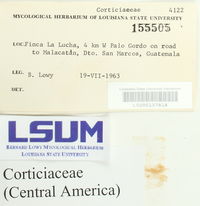 Corticiaceae 4122
MYCOLOGICAL HERBARIUM OF LOUISIANA STATE UNIVERSITY
155505
LOC. Finca La Lucha, 4 km W Palo Gordo on road
to Malacatán, Dto. San Marcos, Guatemala
LEG. B. Lowy 19-VII-1963
DET.
LSUM
BERNARD LOWY MYCOLOGICAL HERBARIUM
LOUISIANA STATE UNIVERSITY
Corticiaceae
(Central America)